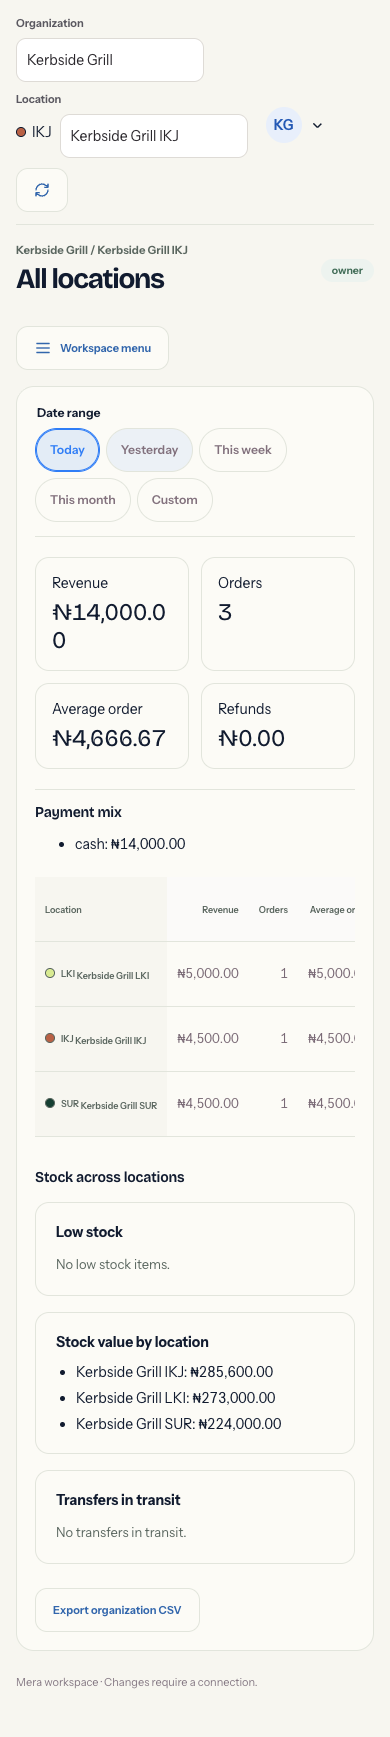 Organization
Kerbside Grill
Location
IKJ Kerbside Grill IKJ
KG
Kerbside Grill / Kerbside Grill IKJ
All locations
owner
Workspace menu
Date range
Today Yesterday This week
This month Custom
Revenue Orders
₦14,000.0
0
3
Average order Refunds
₦4,666.67 ₦0.00
Payment mix
• cash: ₦14,000.00
Location Revenue Orders Average or
LKI Kerbside Grill LKI ₦5,000.00 1 ₦5,000.
IKJ Kerbside Grill IKJ ₦4,500.00 1 ₦4,500.
SUR Kerbside Grill SUR ₦4,500.00 1 ₦4,500.
Stock across locations
Low stock
No low stock items.
Stock value by location
• Kerbside Grill IKJ: ₦285,600.00
• Kerbside Grill LKI: ₦273,000.00
• Kerbside Grill SUR: ₦224,000.00
Transfers in transit
No transfers in transit.
Export organization CSV
Mera workspace · Changes require a connection.